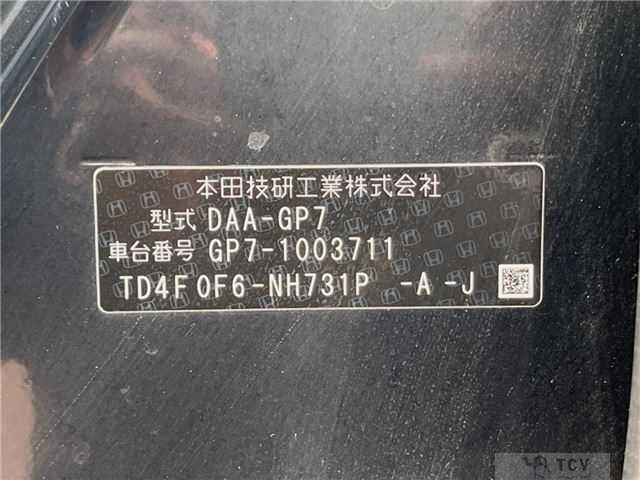 本田技研工業株式会社
型式 DAA-GP7
車台番号 GP7-1003711
TD4F0F6-NH731P -A-J
TCV